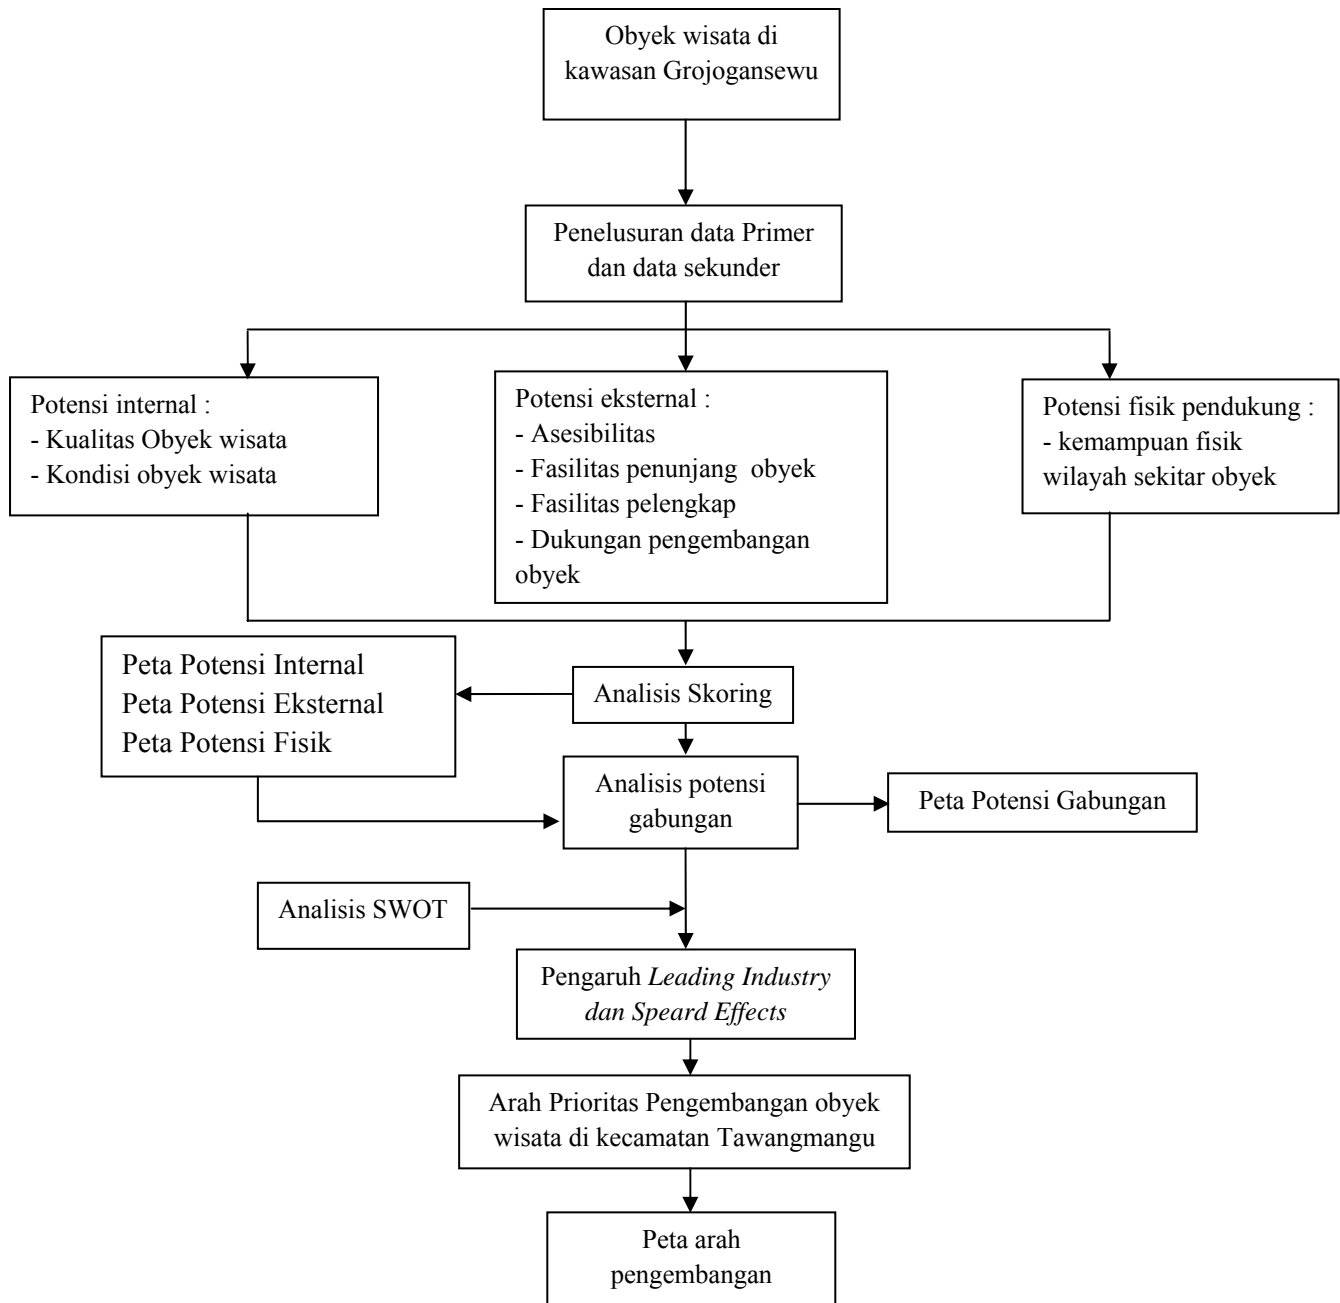 Obyek wisata di
kawasan Grojogansewu
Penelusuran data Primer
dan data sekunder
Potensi internal :
- Kualitas Obyek wisata
- Kondisi obyek wisata
Potensi eksternal :
- Asesibilitas
- Fasilitas penunjang obyek
- Fasilitas pelengkap
- Dukungan pengembangan
obyek
Potensi fisik pendukung :
- kemampuan fisik
wilayah sekitar obyek
Peta Potensi Internal
Peta Potensi Eksternal
Peta Potensi Fisik
Analisis Skoring
Analisis potensi
gabungan
Peta Potensi Gabungan
Analisis SWOT
Pengaruh Leading Industry
dan Speard Effects
Arah Prioritas Pengembangan obyek
wisata di kecamatan Tawangmangu
Peta arah
pengembangan